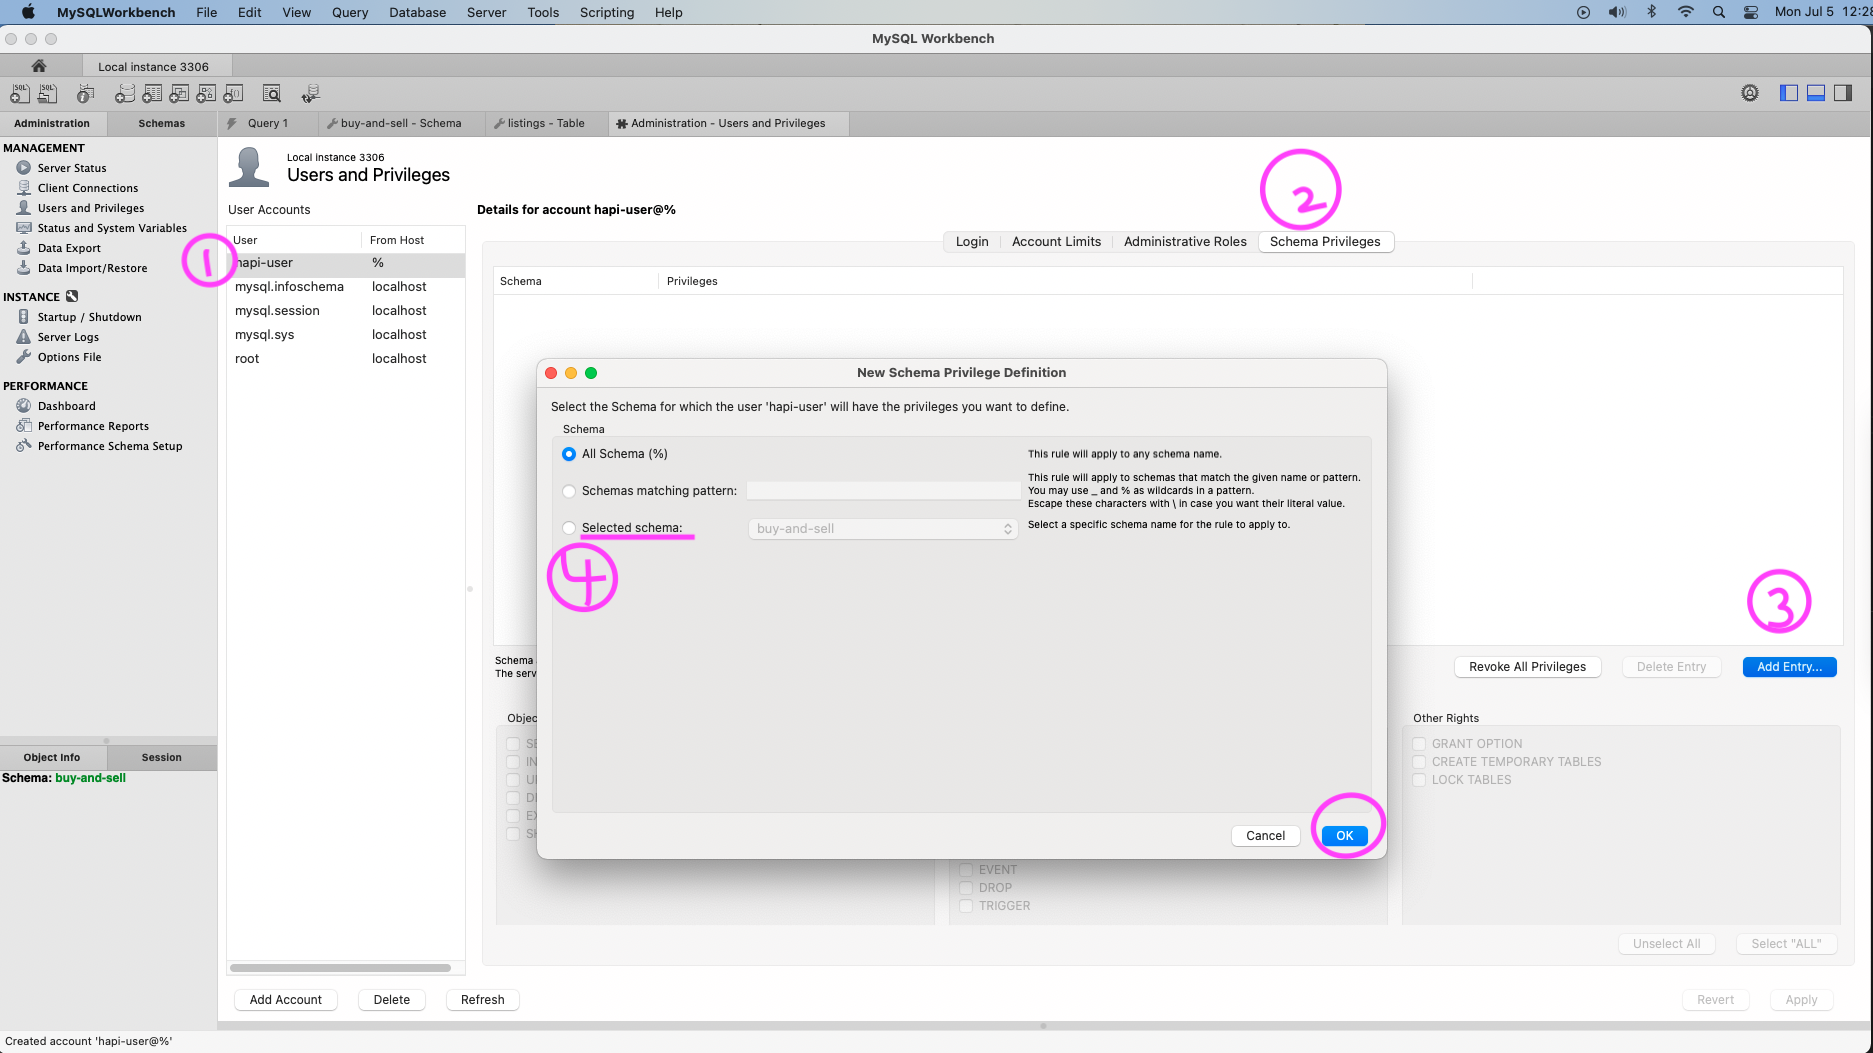 MySQLWorkbench File Edit View Query Database Server Tools Scripting Help Mon Jul 5 12:28
MySQL Workbench
Local instance 3306
Administration Schemas Query 1 buy-and-sell - Schema listings - Table Administration - Users and Privileges
MANAGEMENT
Server Status
Client Connections
Users and Privileges
Status and System Variables
Data Export
Data Import/Restore
INSTANCE
Startup / Shutdown
Server Logs
Options File
PERFORMANCE
Dashboard
Performance Reports
Performance Schema Setup
Object Info Session
Schema: buy-and-sell
Local instance 3306
Users and Privileges
User Accounts
User From Host
1
hapi-user %
mysql.infoschema localhost
mysql.session localhost
mysql.sys localhost
root localhost
Add Account Delete Refresh
Details for account hapi-user@%
2
Login Account Limits Administrative Roles Schema Privileges
Schema Privileges
New Schema Privilege Definition
Select the Schema for which the user 'hapi-user' will have the privileges you want to define.
Schema
All Schema (%) This rule will apply to any schema name.
Schemas matching pattern: This rule will apply to schemas that match the given name or pattern.
You may use _ and % as wildcards in a pattern.
Escape these characters with \ in case you want their literal value.
Selected schema: buy-and-sell Select a specific schema name for the rule to apply to.
4
Cancel OK
3
Schema
The serv
Revoke All Privileges Delete Entry Add Entry...
Objec
SE
IN
UI
DI
EX
SH
EVENT
DROP
TRIGGER
Other Rights
GRANT OPTION
CREATE TEMPORARY TABLES
LOCK TABLES
Unselect All Select "ALL"
Revert Apply
Created account 'hapi-user@%'